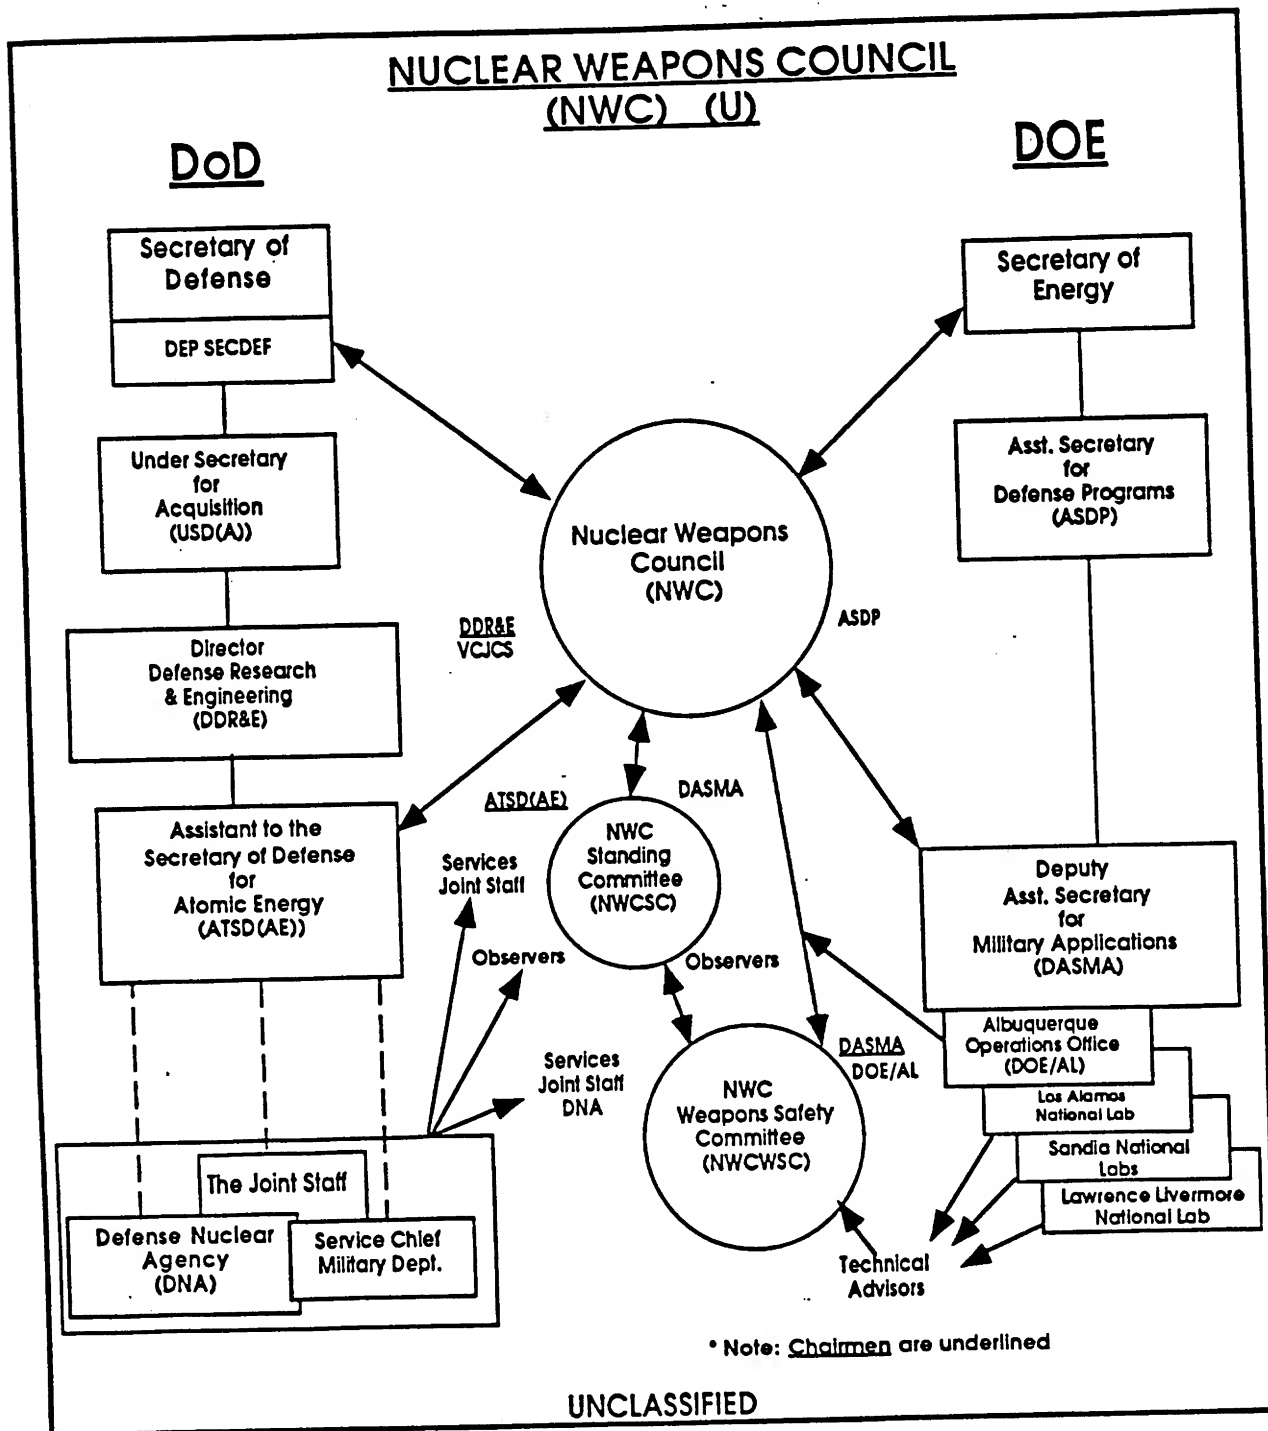 NUCLEAR WEAPONS COUNCIL
(NWC) (U)
DoD
DOE
Secretary of
Defense
DEP SECDEF
Under Secretary
for
Acquisition
(USD(A))
Director
Defense Research
& Engineering
(DDR&E)
Assistant to the
Secretary of Defense
for
Atomic Energy
(ATSD(AE))
The Joint Staff
Defense Nuclear
Agency
(DNA)
Service Chief
Military Dept.
Nuclear Weapons
Council
(NWC)
DDR&E
VCJCS
ASDP
ATSD(AE)
DASMA
NWC
Standing
Committee
(NWCSC)
Services
Joint Staff
Observers
Observers
Services
Joint Staff
DNA
NWC
Weapons Safety
Committee
(NWCWSC)
DASMA
DOE/AL
Technical
Advisors
Secretary of
Energy
Asst. Secretary
for
Defense Programs
(ASDP)
Deputy
Asst. Secretary
for
Military Applications
(DASMA)
Albuquerque
Operations Office
(DOE/AL)
Los Alamos
National Lab
Sandia National
Labs
Lawrence Livermore
National Lab
* Note: Chairmen are underlined
UNCLASSIFIED